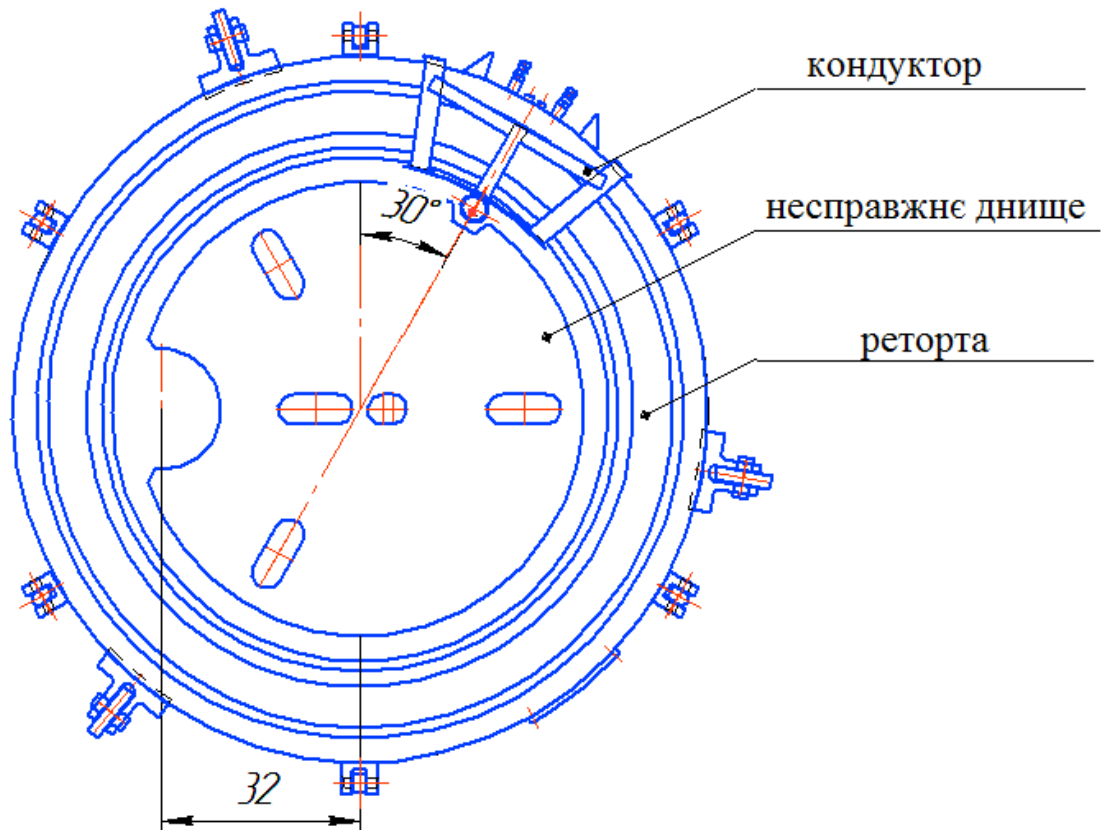 кондуктор
несправжнє днище
30°
реторта
32